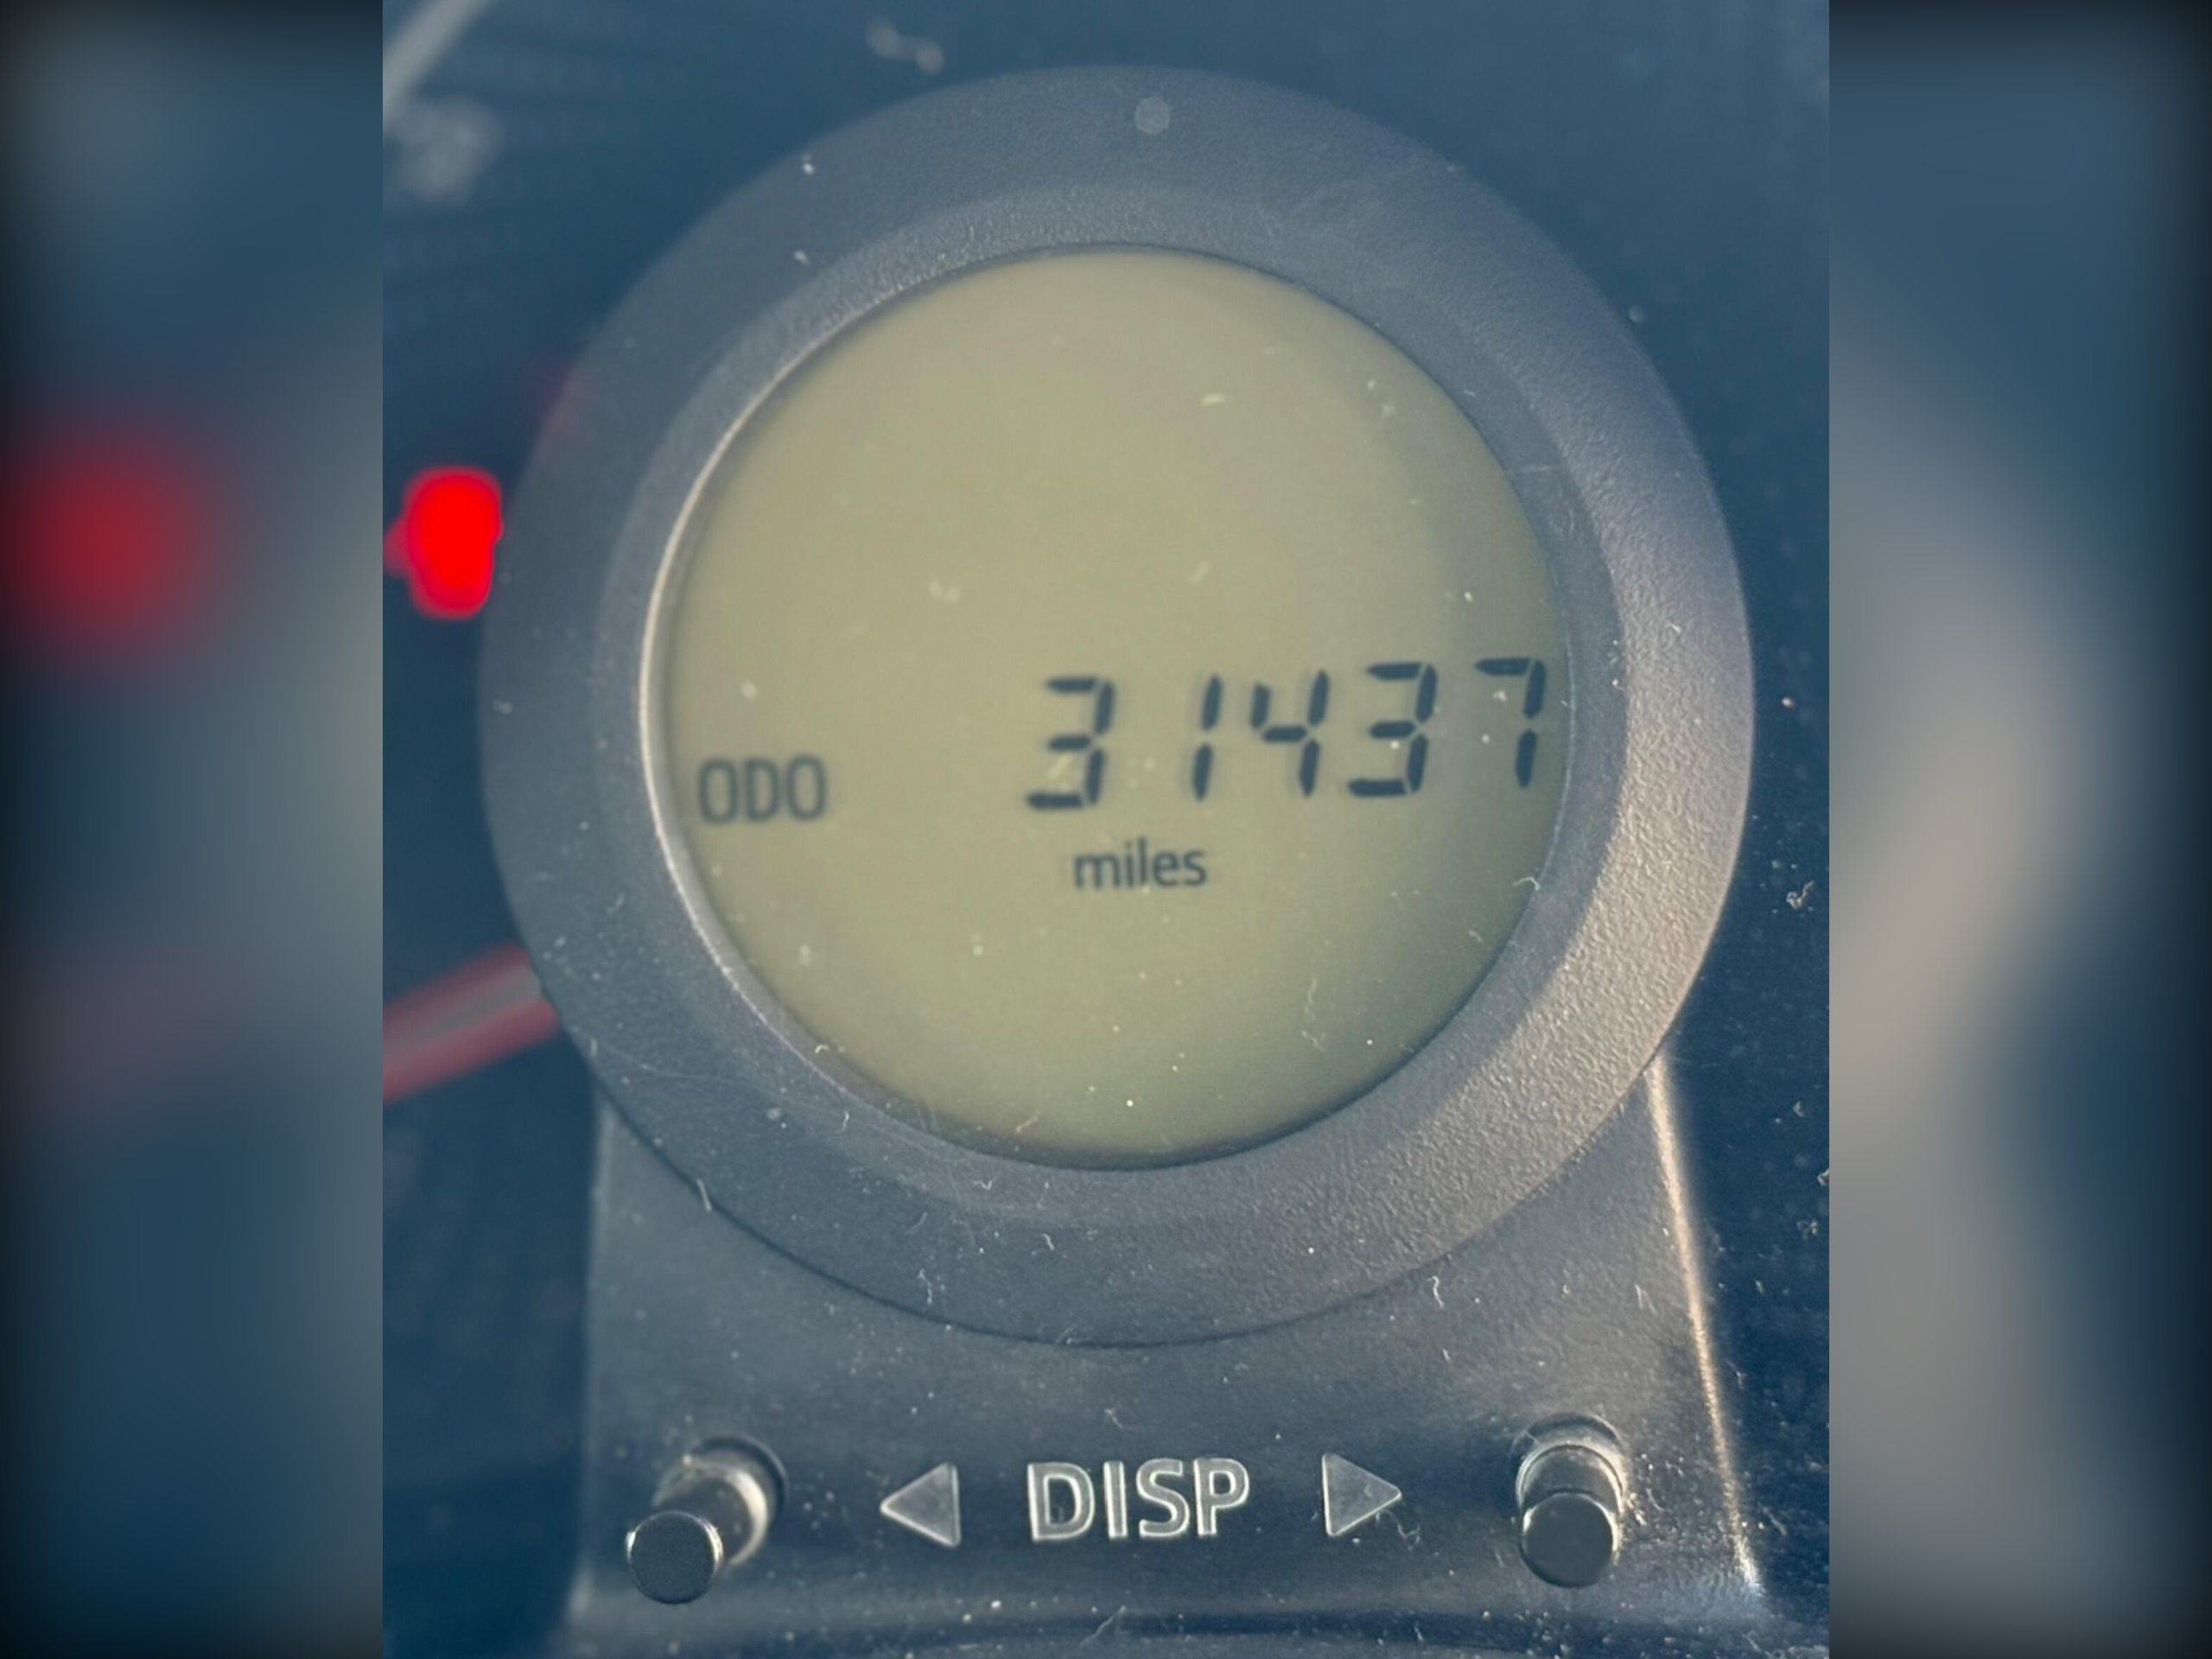 ODO 31437
miles
◁ DISP ▷